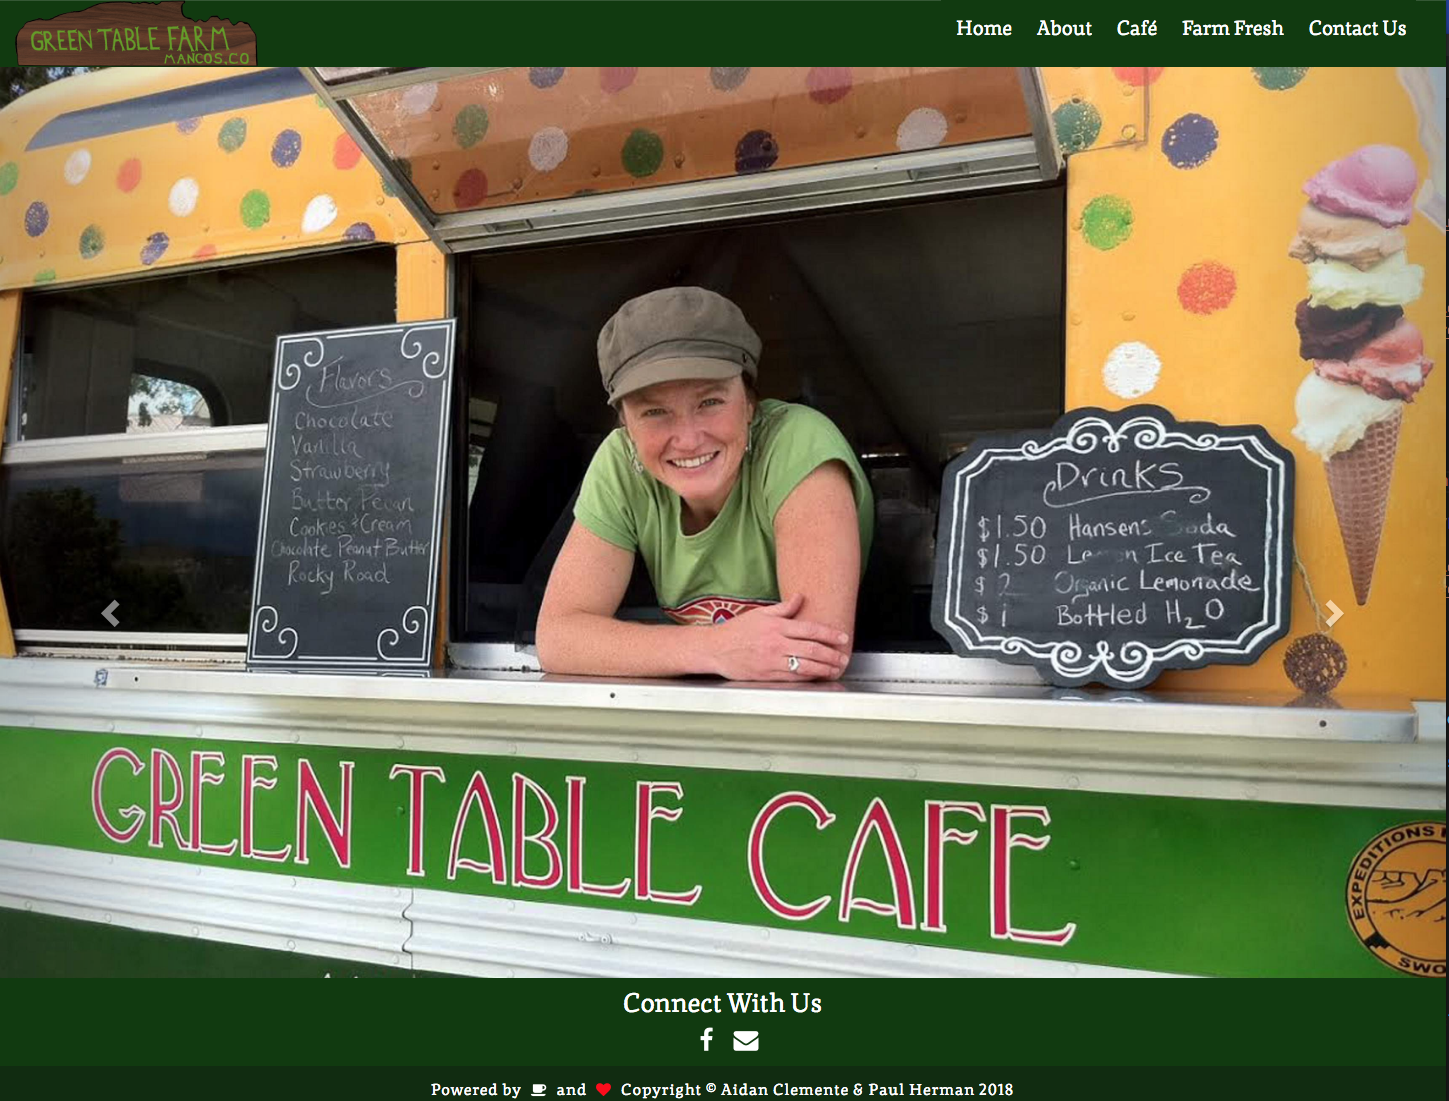 GREEN TABLE FARM
MANCOS, CO
Home About Café Farm Fresh Contact Us
Flavors
Chocolate
Vanilla
Strawberry
Butter Pecan
Cookies & Cream
Chocolate Peanut Butter
Rocky Road
Drinks
$1.50 Hansens Soda
$1.50 Lemon Ice Tea
$2 Organic Lemonade
$1 Bottled H2O
GREEN TABLE CAFE
EXPEDITIONS
Connect With Us
Powered by and Copyright © Aidan Clemente & Paul Herman 2018